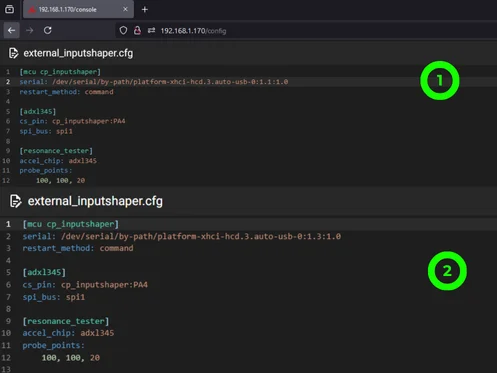 192.168.1.170/console
192.168.1.170/config
external_inputshaper.cfg
1 [mcu cp_inputshaper]
2 serial: /dev/serial/by-path/platform-xhci-hcd.3.auto-usb-0:1.1:1.0
3 restart_method: command
4
5 [adxl345]
6 cs_pin: cp_inputshaper:PA4
7 spi_bus: spi1
8
9 [resonance_tester]
10 accel_chip: adxl345
11 probe_points:
12 100, 100, 20
1
external_inputshaper.cfg
1 [mcu cp_inputshaper]
2 serial: /dev/serial/by-path/platform-xhci-hcd.3.auto-usb-0:1.3:1.0
3 restart_method: command
4
5 [adxl345]
6 cs_pin: cp_inputshaper:PA4
7 spi_bus: spi1
8
9 [resonance_tester]
10 accel_chip: adxl345
11 probe_points:
12 100, 100, 20
13
2